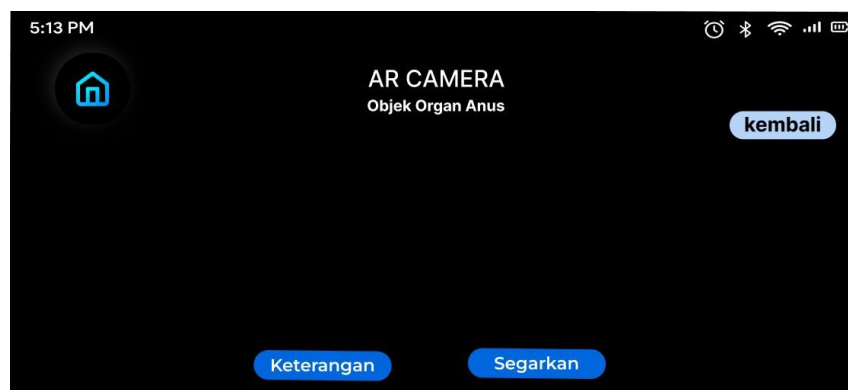 5:13 PM
AR CAMERA
Objek Organ Anus
kembali
Keterangan
Segarkan